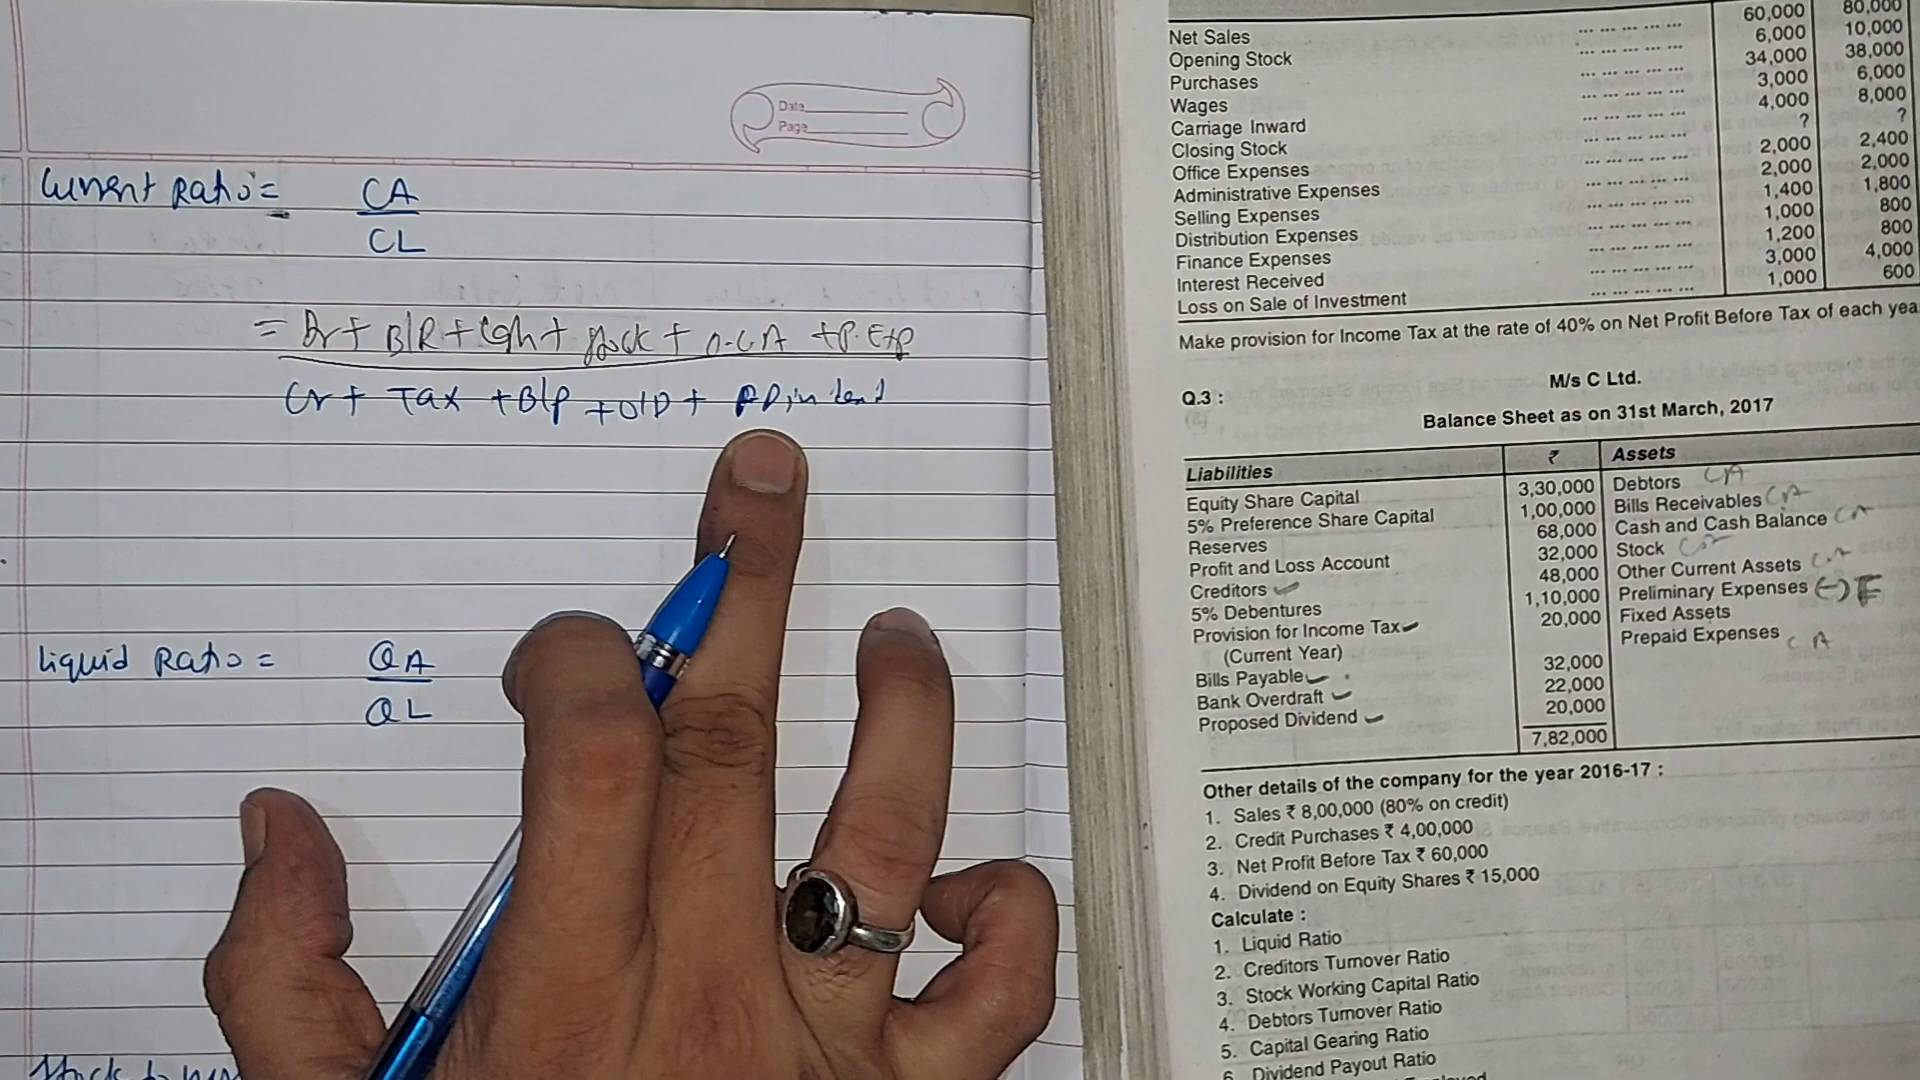 Date
Page
Current Ratio =
CA
CL
= Dr + B/R + Cash + Stock + O.C.A + P.Exp
Cr + Tax + B/P + O/D +
Liquid Ratio =
QA
QL
Stock to
60,000 80,000
Net Sales ... ... ... ... ... 6,000 10,000
Opening Stock ... ... ... ... ... 34,000 38,000
Purchases ... ... ... ... ... 3,000 6,000
Wages ... ... ... ... ... 4,000 8,000
Carriage Inward ... ... ... ... ... ? ?
Closing Stock ... ... ... ... ... 2,000 2,400
Office Expenses ... ... ... ... ... 2,000 2,000
Administrative Expenses ... ... ... ... ... 1,400 1,800
Selling Expenses ... ... ... ... ... 1,000 800
Distribution Expenses ... ... ... ... ... 1,200 800
Finance Expenses ... ... ... ... ... 3,000 4,000
Interest Received ... ... ... ... ... 1,000 600
Loss on Sale of Investment ... ... ... ... ...
Make provision for Income Tax at the rate of 40% on Net Profit Before Tax of each
Q.3 : M/s C Ltd.
Balance Sheet as on 31st March, 2017
Liabilities ₹ Assets
Equity Share Capital 3,30,000 Debtors CA
5% Preference Share Capital 1,00,000 Bills Receivables CA
Reserves 68,000 Cash and Cash Balance CA
Profit and Loss Account 32,000 Stock
Creditors 48,000 Other Current Assets CA
5% Debentures 1,10,000 Preliminary Expenses (-) F
Provision for Income Tax 20,000 Fixed Assets
(Current Year) Prepaid Expenses CA
Bills Payable 32,000
Bank Overdraft 22,000
Proposed Dividend 20,000
7,82,000
Other details of the company for the year 2016-17 :
1. Sales ₹ 8,00,000 (80% on credit)
2. Credit Purchases ₹ 4,00,000
3. Net Profit Before Tax ₹ 60,000
4. Dividend on Equity Shares ₹ 15,000
Calculate :
1. Liquid Ratio
2. Creditors Turnover Ratio
3. Stock Working Capital Ratio
4. Debtors Turnover Ratio
5. Capital Gearing Ratio
6. Dividend Payout Ratio